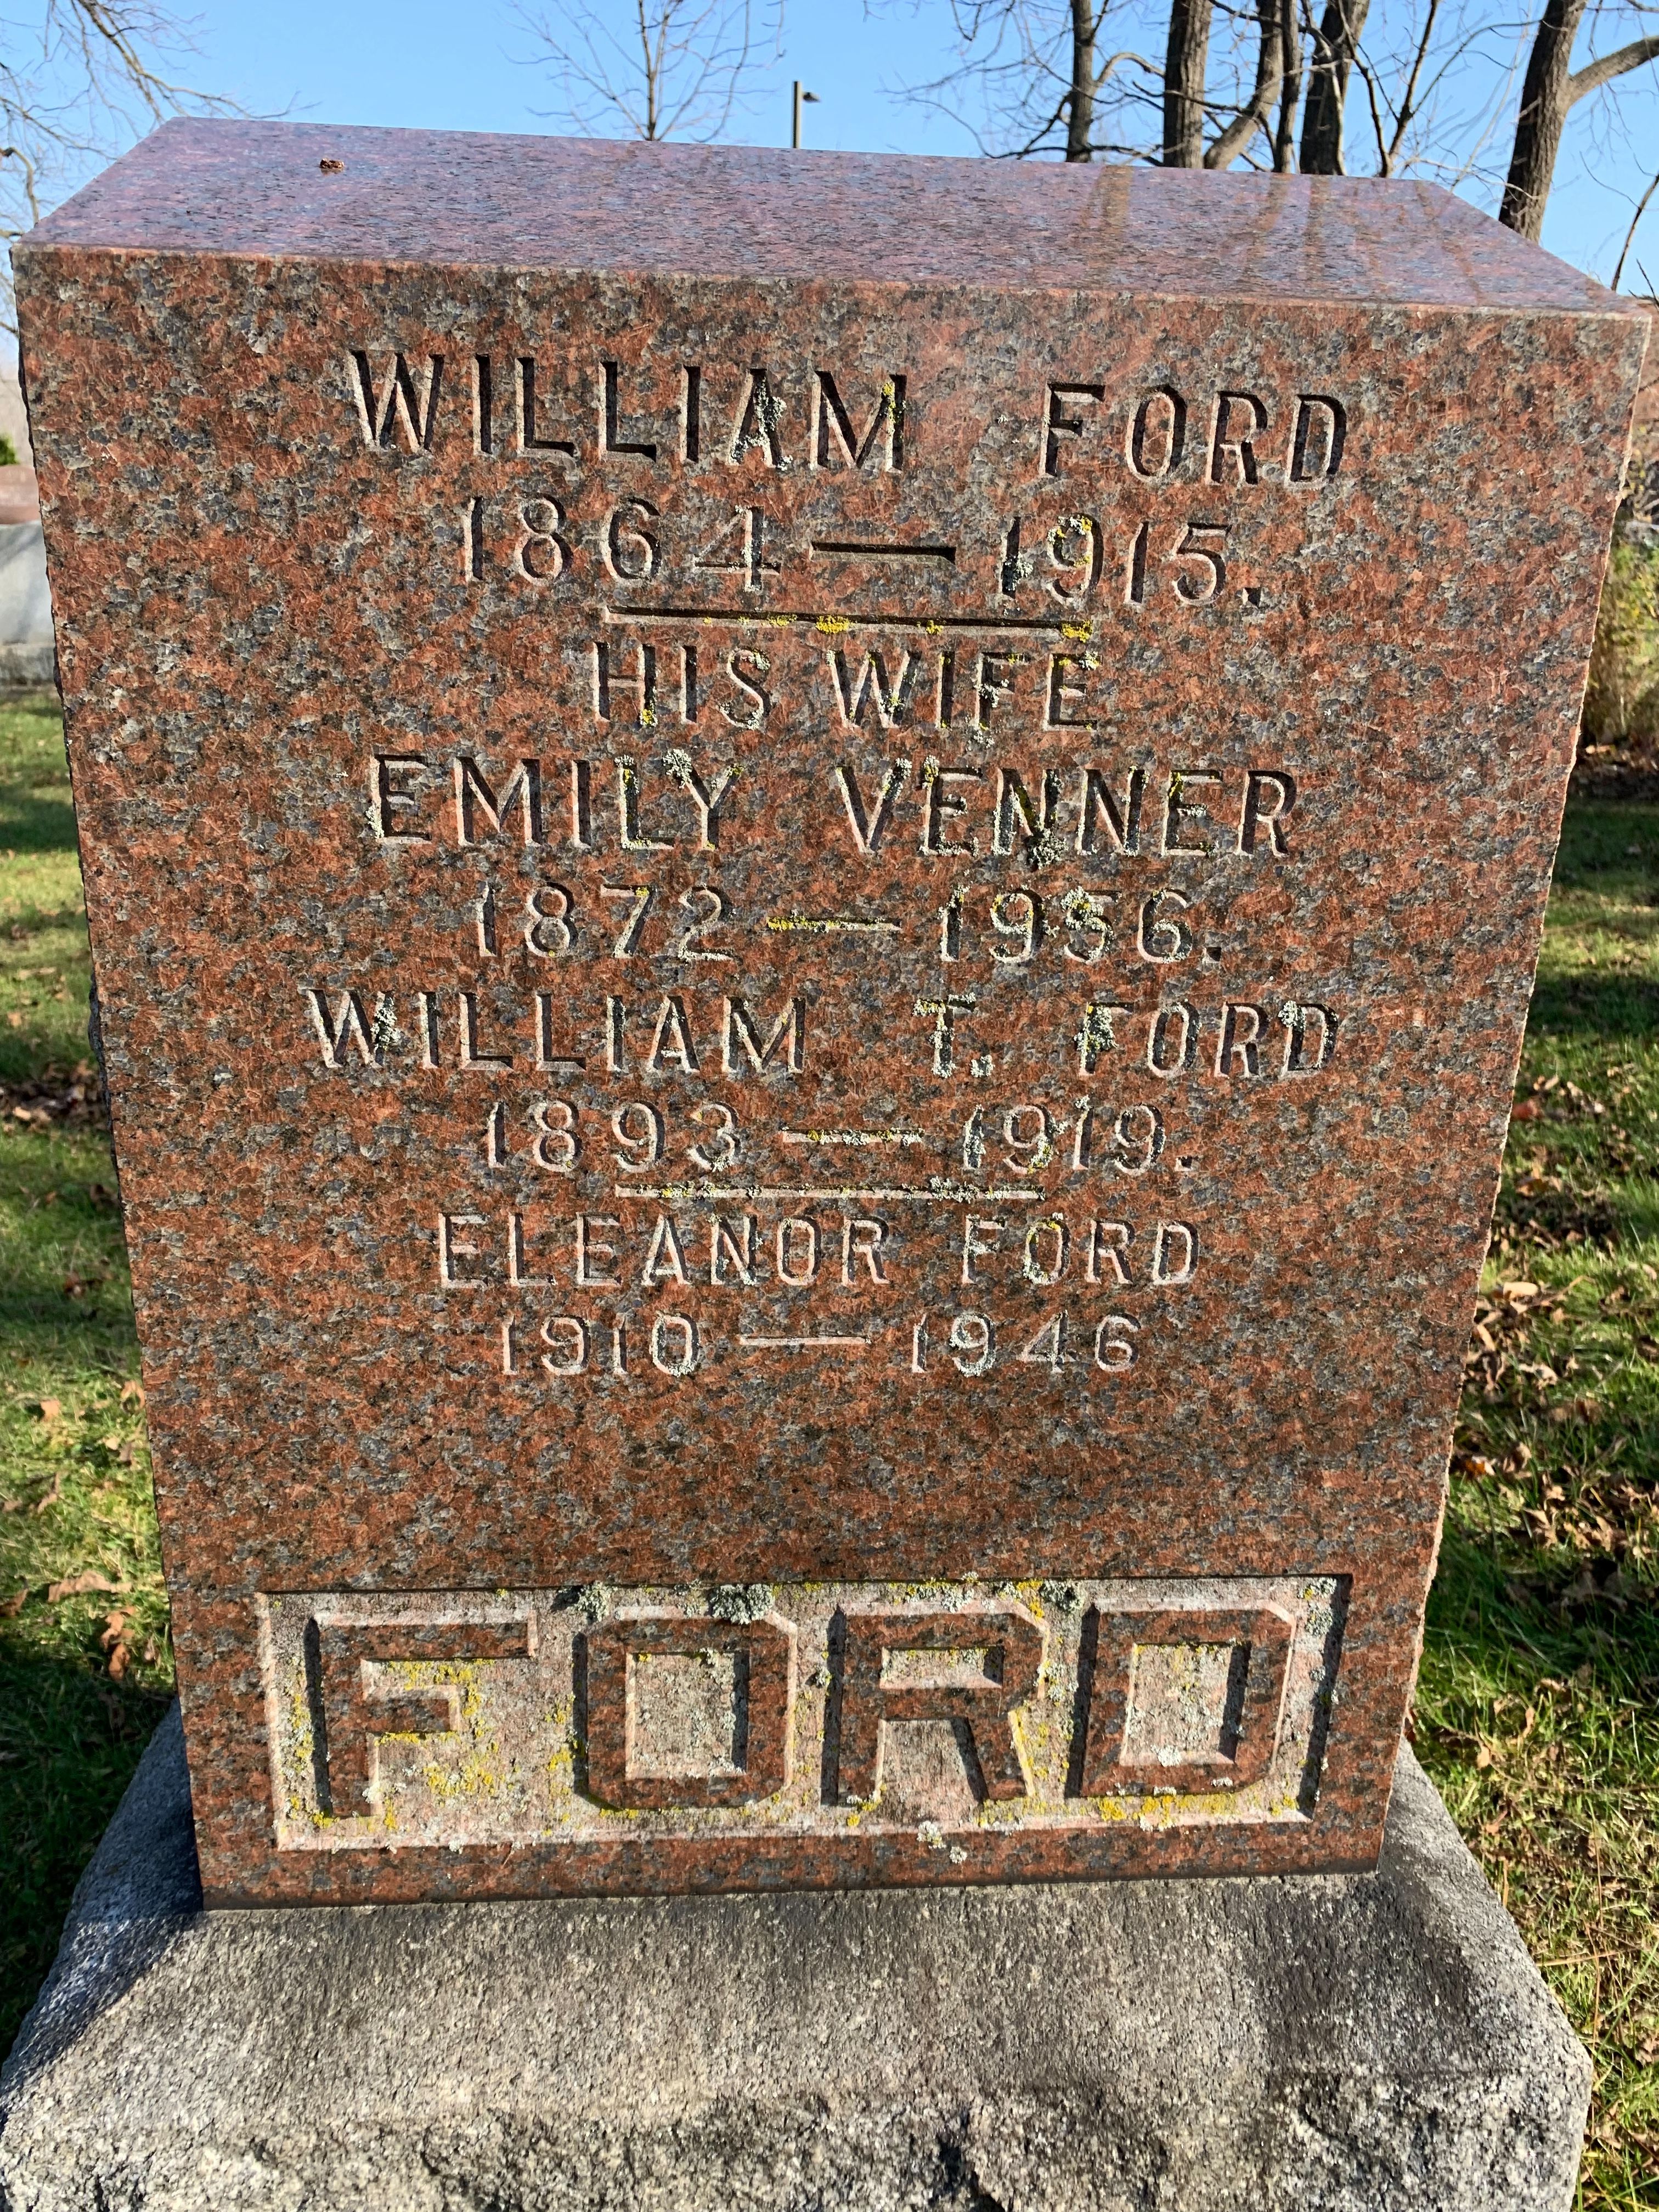 WILLIAM FORD
1864 — 1915.
HIS WIFE
EMILY VENNER
1872 — 1956.
WILLIAM T. FORD
1893 — 1919.
ELEANOR FORD
1910 — 1946
FORD